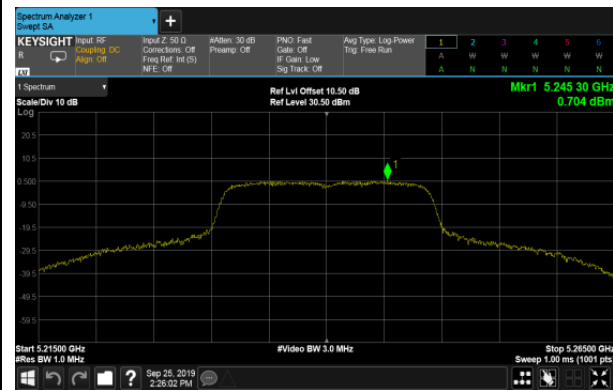 Spectrum Analyzer 1
Swept SA
+
KEYSIGHT
R
LXI
Input: RF
Coupling: DC
Align: Off
Input Z: 50 Ω
Corrections: Off
Freq Ref: Int (S)
NFE: Off
#Atten: 30 dB
Preamp: Off
PNO: Fast
Gate: Off
IF Gain: Low
Sig Track: Off
Avg Type: Log-Power
Trig: Free Run
1 2 3 4 5 6
A W W W W W
A N N N N N
1 Spectrum
Scale/Div 10 dB
Log
Ref Lvl Offset 10.50 dB
Ref Level 30.50 dBm
Mkr1 5.245 30 GHz
0.704 dBm
20.5
10.5
0.500
-9.50
-19.5
-29.5
-39.5
-49.5
-59.5
1
Start 5.21500 GHz
#Res BW 1.0 MHz
#Video BW 3.0 MHz
Stop 5.26500 GHz
Sweep 1.00 ms (1001 pts)
?
Sep 25, 2019
2:26:02 PM